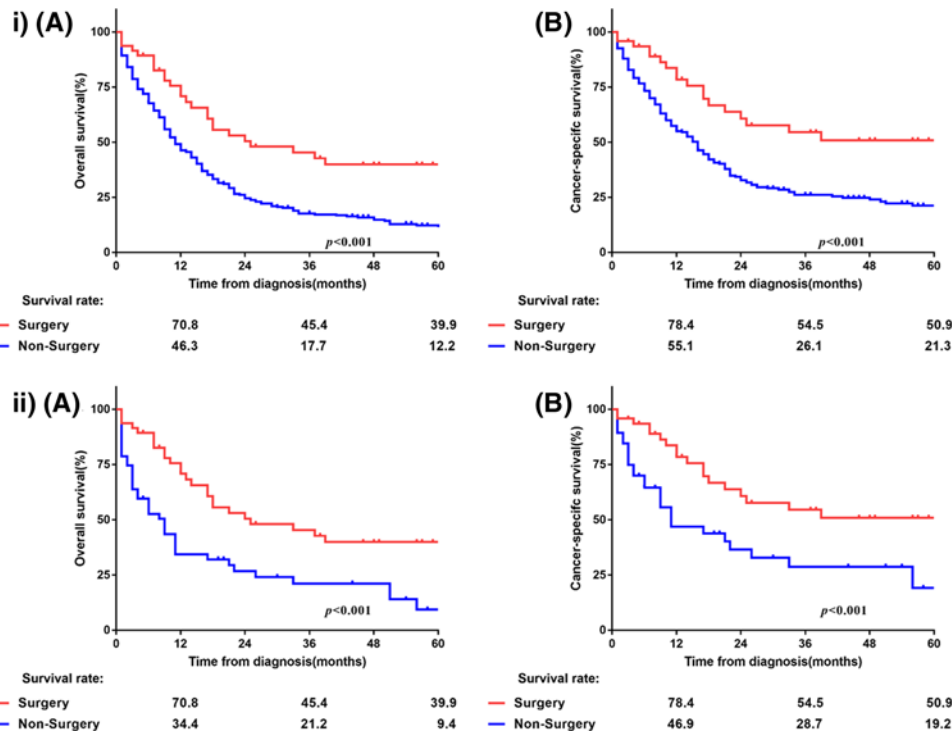 i) (A)
(B)
100
75
50
25
0
Overall survival(%)
p<0.001
0 12 24 36 48 60
Time from diagnosis(months)
Survival rate:
Surgery 70.8 45.4 39.9
Non-Surgery 46.3 17.7 12.2
100
75
50
25
0
Cancer-specifc survival(%)
p<0.001
0 12 24 36 48 60
Time from diagnosis(months)
Survival rate:
Surgery 78.4 54.5 50.9
Non-Surgery 55.1 26.1 21.3
ii) (A)
(B)
100
75
50
25
0
Overall survival(%)
p<0.001
0 12 24 36 48 60
Time from diagnosis(months)
Survival rate:
Surgery 70.8 45.4 39.9
Non-Surgery 34.4 21.2 9.4
100
75
50
25
0
Cancer-specifc survival(%)
p<0.001
0 12 24 36 48 60
Time from diagnosis(months)
Survival rate:
Surgery 78.4 54.5 50.9
Non-Surgery 46.9 28.7 19.2